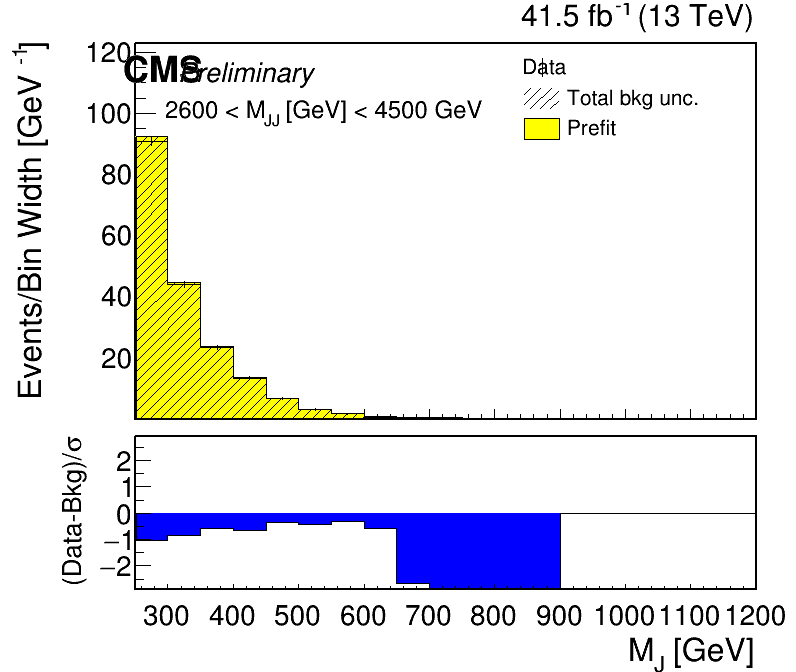 41.5 fb⁻¹ (13 TeV)
Events/Bin Width [GeV⁻¹]
120
100
80
60
40
20
CMS Preliminary
2600 < M_JJ [GeV] < 4500 GeV
Data
Total bkg unc.
Prefit
(Data-Bkg)/σ
2
1
0
−1
−2
300 400 500 600 700 800 900 1000 1100 1200
M_J [GeV]